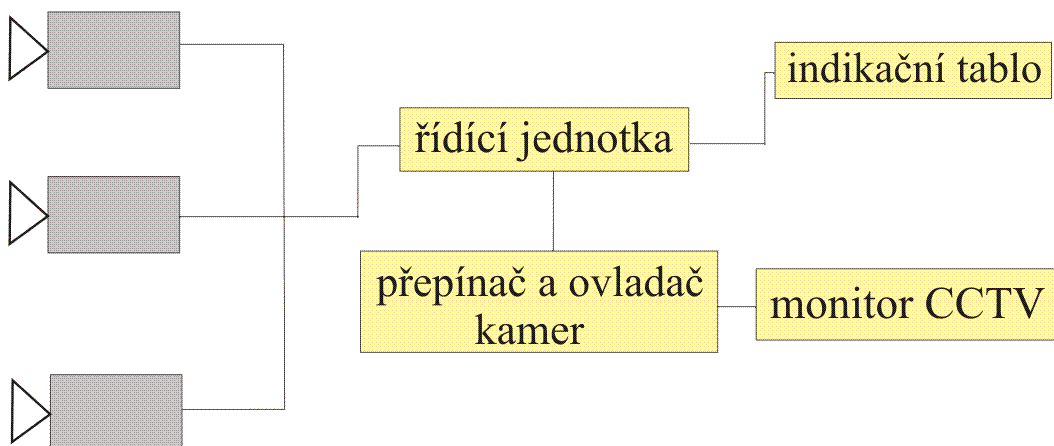 indikační tablo
řídící jednotka
přepínač a ovladač
kamer
monitor CCTV